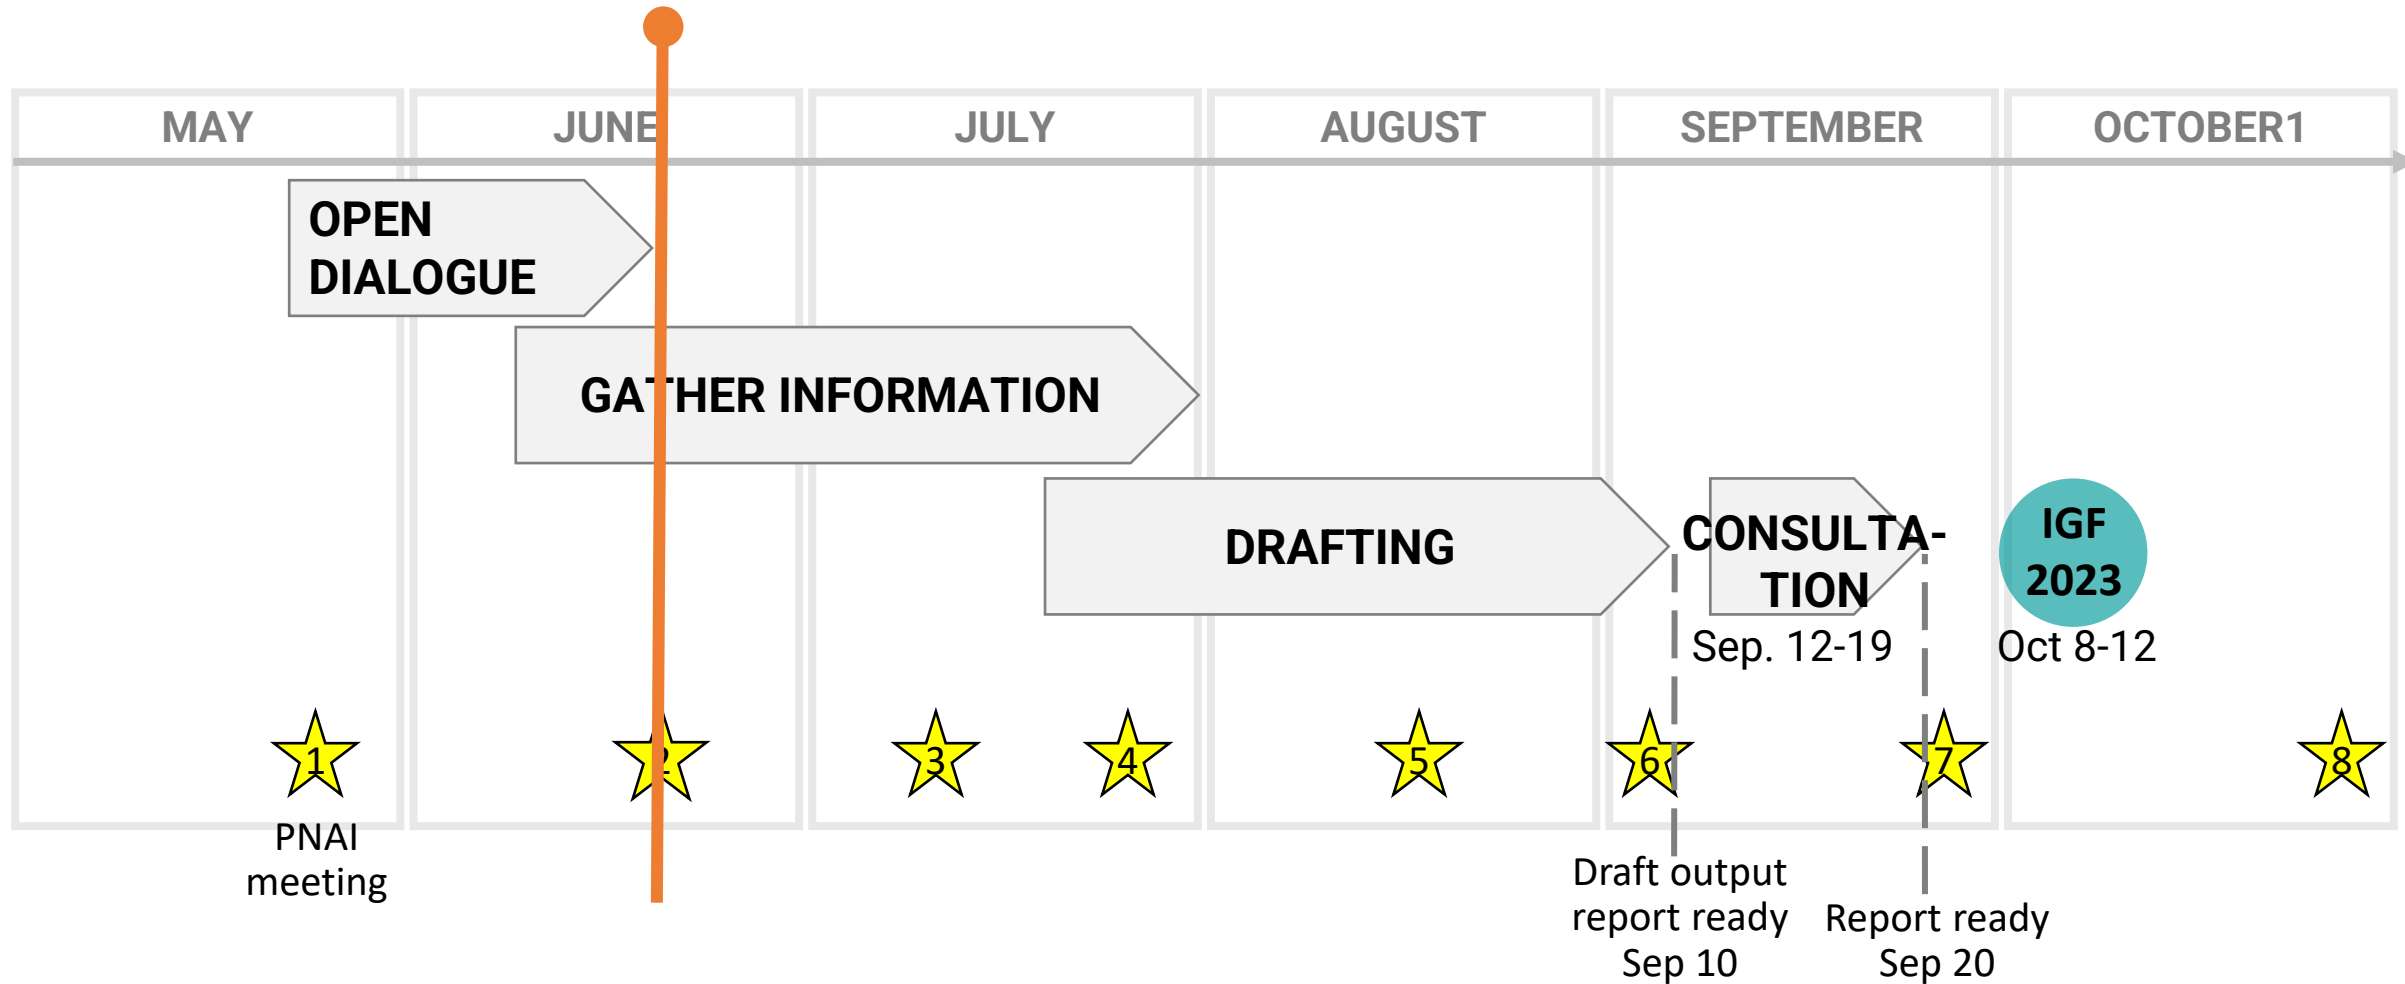 MAY
JUNE
JULY
AUGUST
SEPTEMBER
OCTOBER1
OPEN
DIALOGUE
GATHER INFORMATION
DRAFTING
CONSULTA-
TION
Sep. 12-19
IGF
2023
Oct 8-12
1
2
3
4
5
6
7
8
PNAI
meeting
Draft output
report ready
Sep 10
Report ready
Sep 20